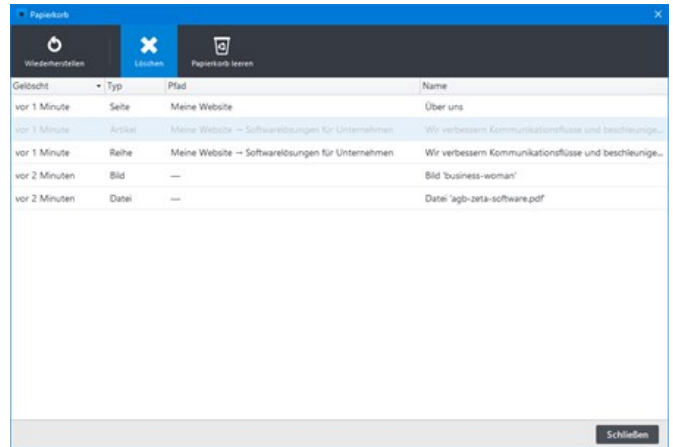 Papierkorb
Wiederherstellen Löschen Papierkorb leeren
Gelöscht Typ Pfad Name
vor 1 Minute Seite Meine Website Über uns
vor 1 Minute Artikel Meine Website → Softwarelösungen für Unternehmen Wir verbessern Kommunikationsflüsse und beschleunige...
vor 1 Minute Reihe Meine Website → Softwarelösungen für Unternehmen Wir verbessern Kommunikationsflüsse und beschleunige...
vor 2 Minuten Bild — Bild 'business-woman'
vor 2 Minuten Datei — Datei 'agb-zeta-software.pdf'
Schließen